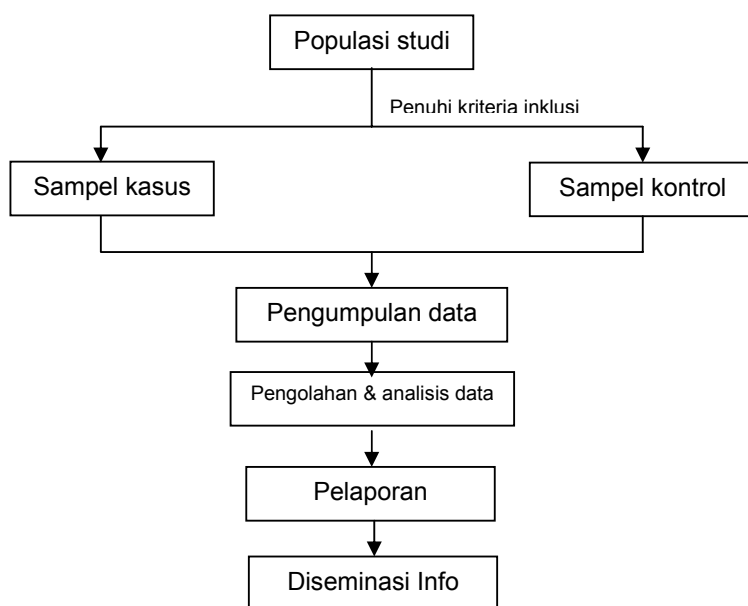 Populasi studi
Penuhi kriteria inklusi
Sampel kasus
Sampel kontrol
Pengumpulan data
Pengolahan & analisis data
Pelaporan
Diseminasi Info